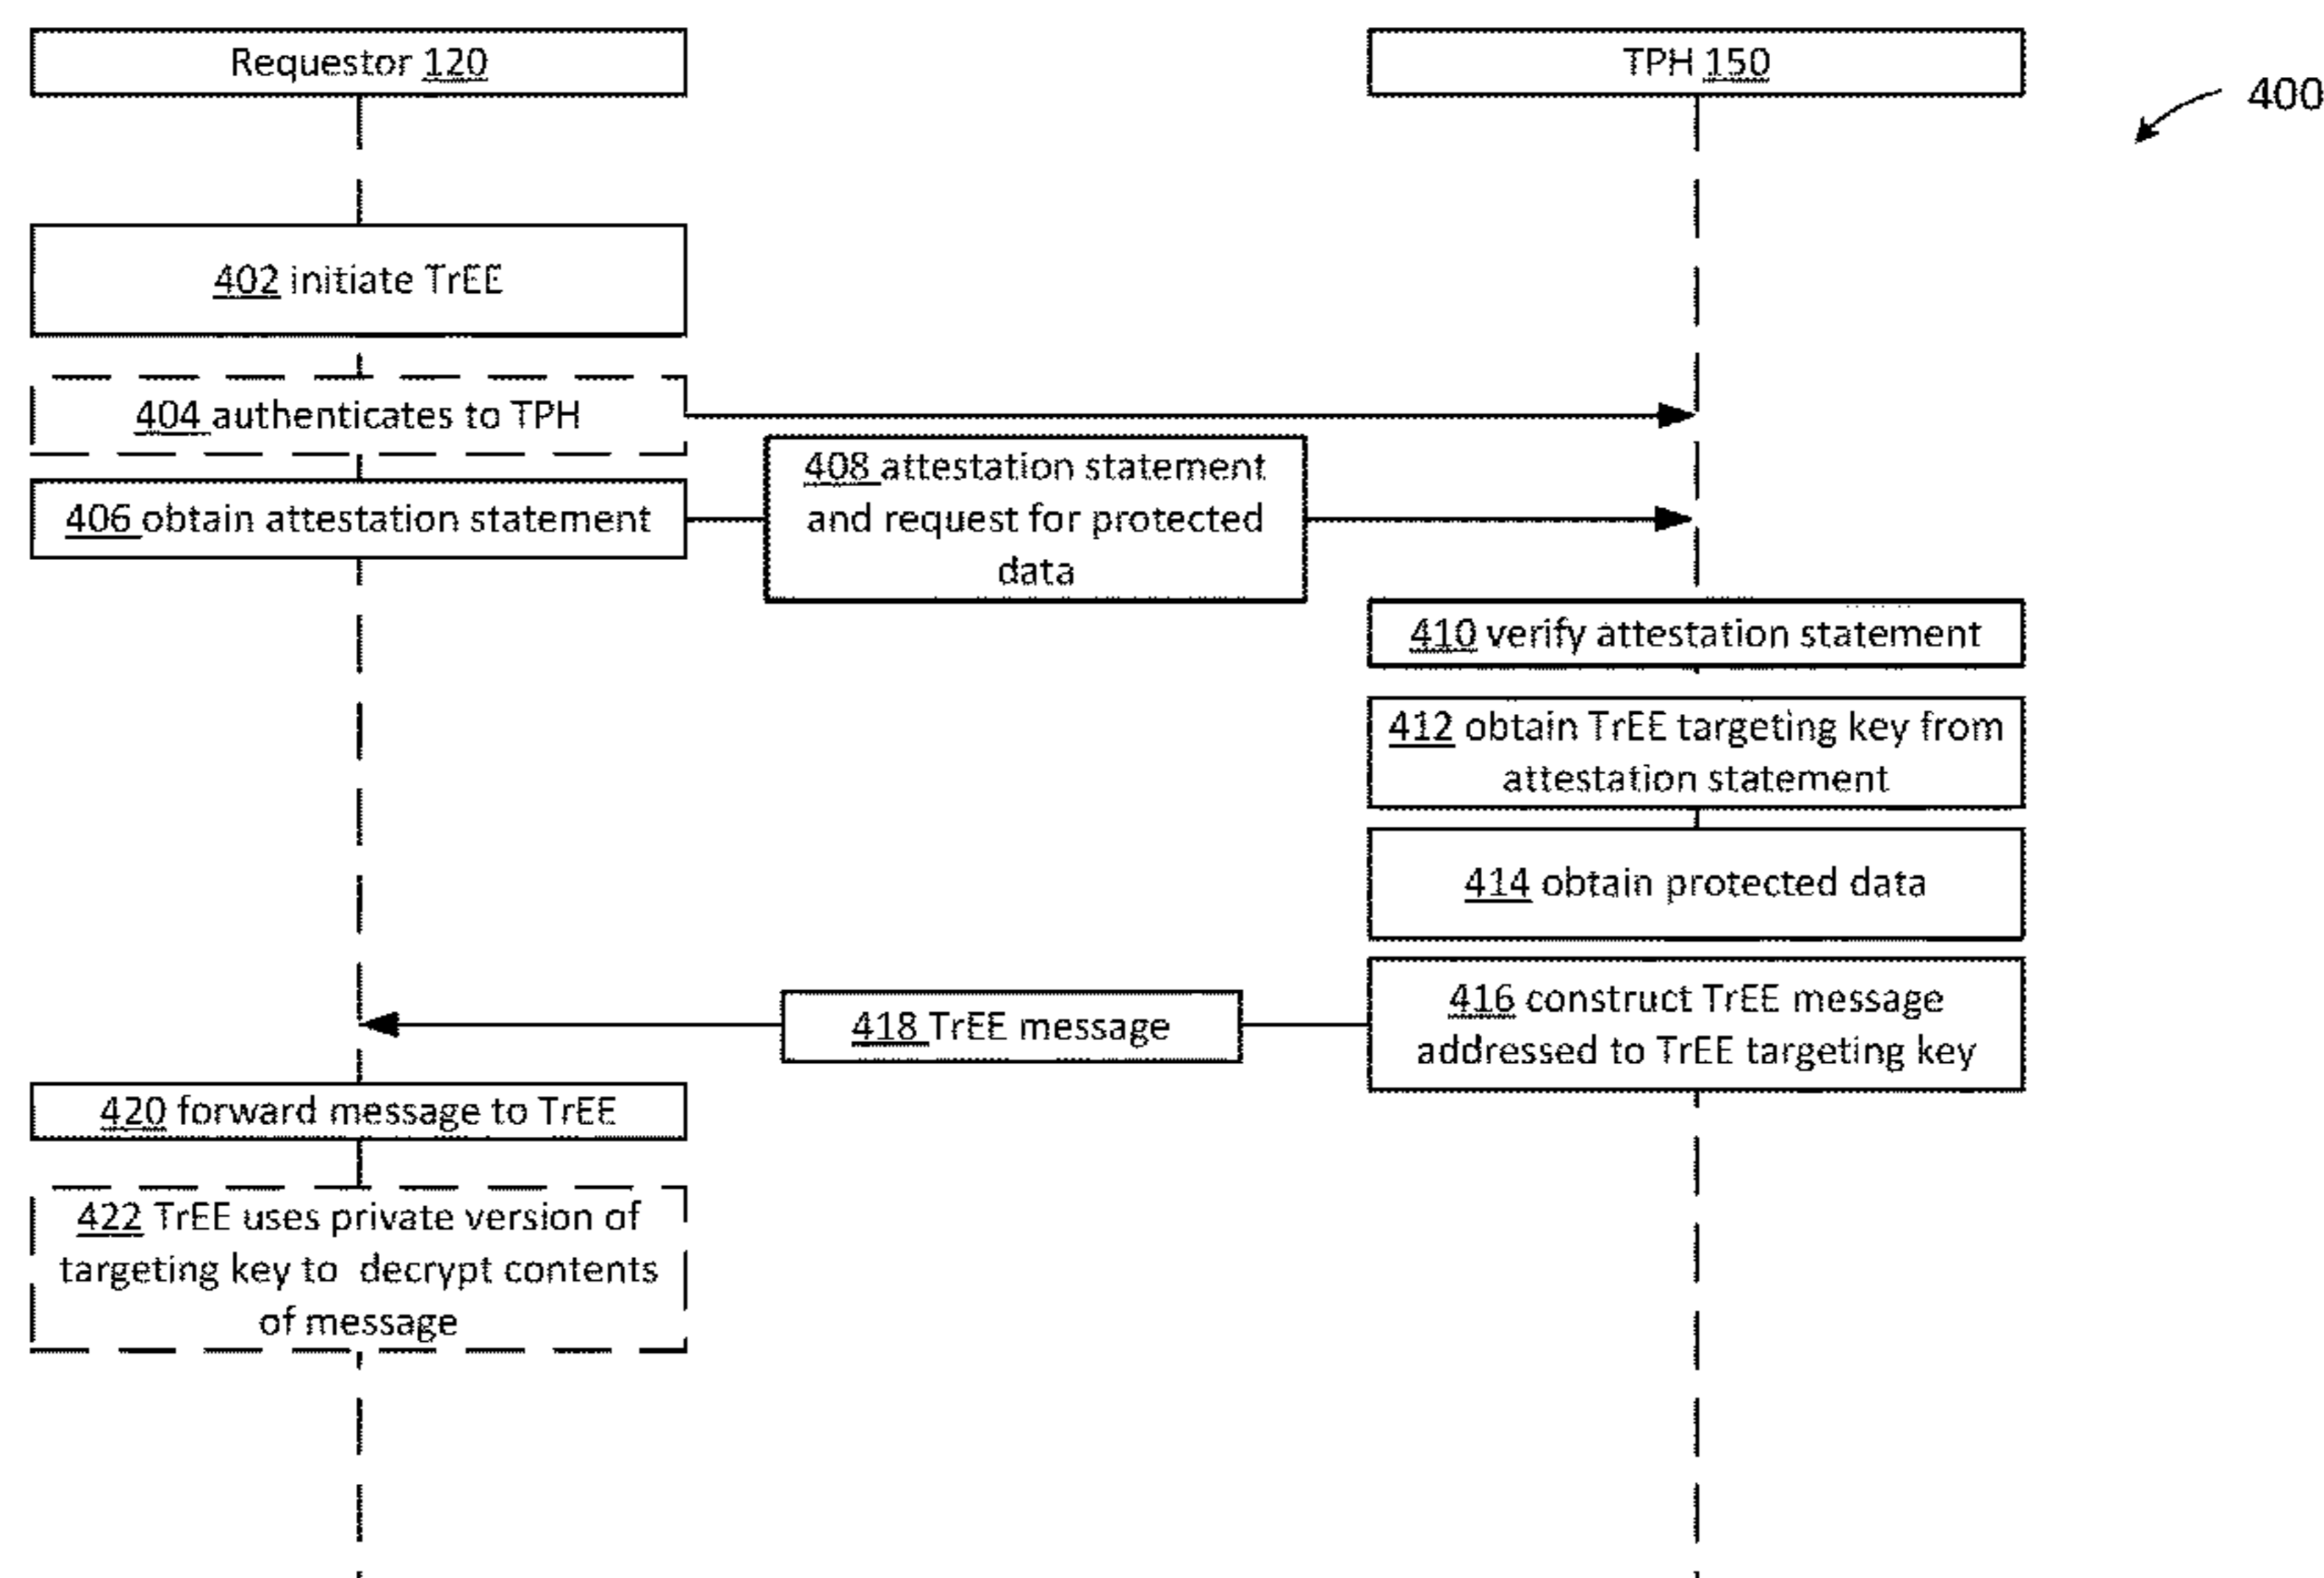 Requestor 120
TPH 150
400
402 initiate TrEE
404 authenticates to TPH
406 obtain attestation statement
408 attestation statement
and request for protected
data
410 verify attestation statement
412 obtain TrEE targeting key from
attestation statement
414 obtain protected data
416 construct TrEE message
addressed to TrEE targeting key
418 TrEE message
420 forward message to TrEE
422 TrEE uses private version of
targeting key to decrypt contents
of message